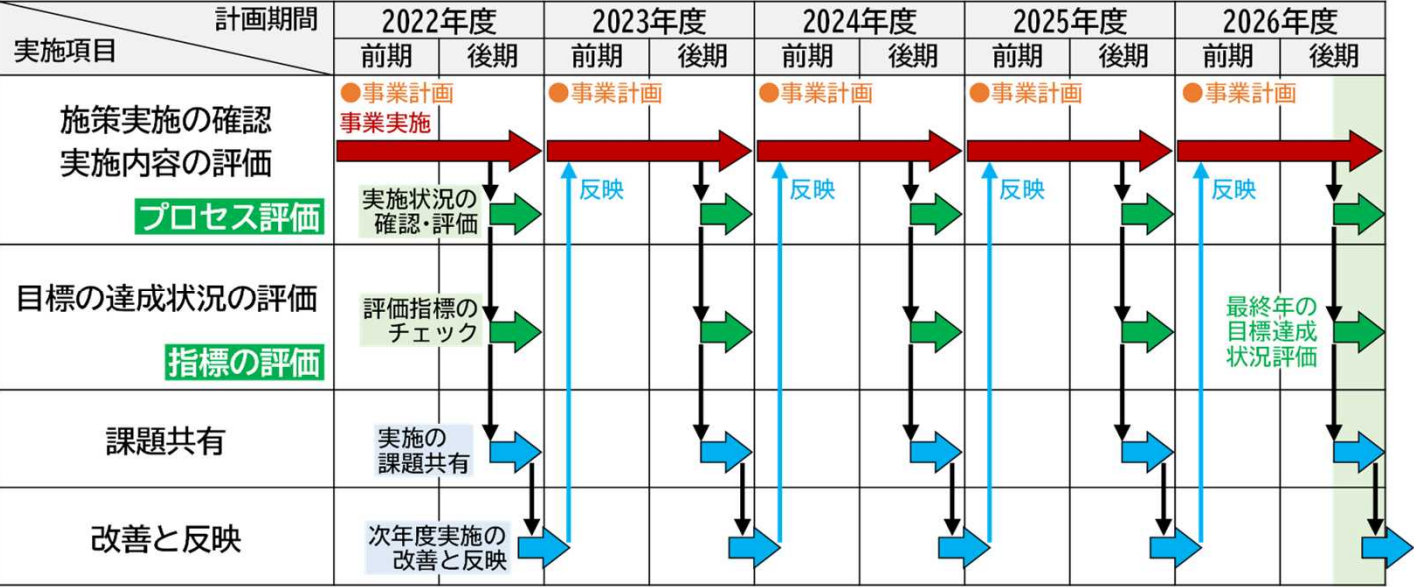 計画期間
実施項目
2022年度
2023年度
2024年度
2025年度
2026年度
前期
後期
前期
後期
前期
後期
前期
後期
前期
後期
施策実施の確認
実施内容の評価
プロセス評価
●事業計画
●事業計画
●事業計画
●事業計画
●事業計画
事業実施
実施状況の
確認・評価
反映
反映
反映
反映
目標の達成状況の評価
指標の評価
評価指標の
チェック
最終年の
目標達成
状況評価
課題共有
実施の
課題共有
改善と反映
次年度実施の
改善と反映